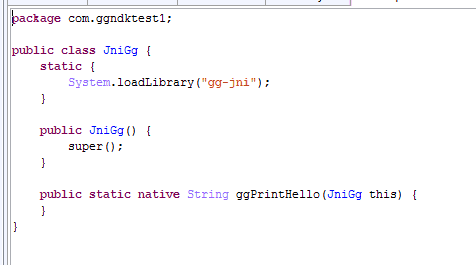 package com.ggndktest1;
public class JniGg {
static {
System.loadLibrary("gg-jni");
}
public JniGg() {
super();
}
public static native String ggPrintHello(JniGg this) {
}
}